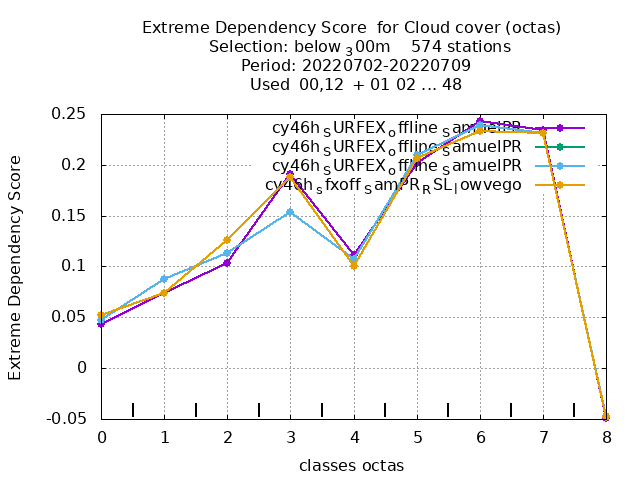 Extreme Dependency Score  for Cloud cover (octas)
Selection: below ₃00m    574 stations
Period: 20220702-20220709
Used  00,12  + 01 02 ... 48
cy46h_SURFEX_offline_SamuelPR
cy46h_SURFEX_offline_SamuelPR
cy46h_SURFEX_offline_SamuelPR
cy46h_sfxoff_SamPR_RSL_lowvego
Extreme Dependency Score
0.25
0.2
0.15
0.1
0.05
0
-0.05
0 1 2 3 4 5 6 7 8
classes octas